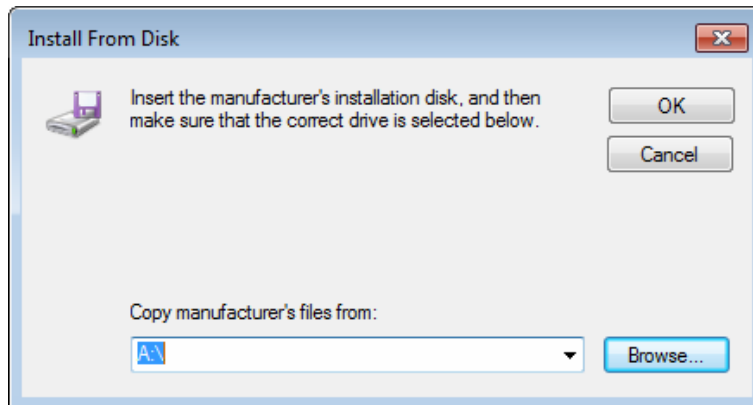 Install From Disk
Insert the manufacturer's installation disk, and then
make sure that the correct drive is selected below.
OK
Cancel
Copy manufacturer's files from:
A:\
Browse...